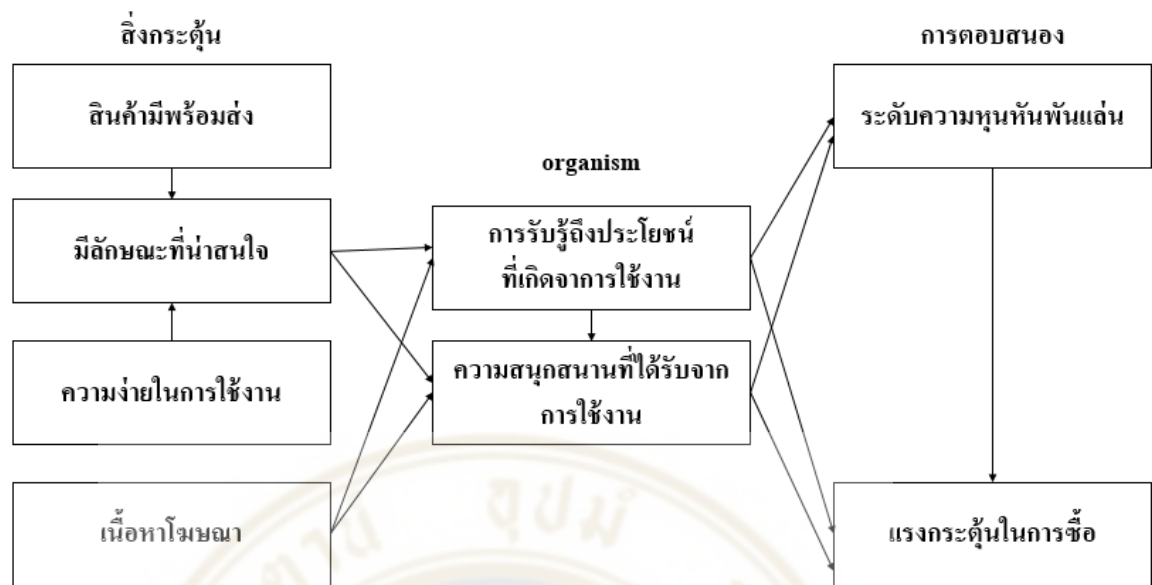 สิ่งกระตุ้น
สินค้ามีพร้อมส่ง
มีลักษณะที่น่าสนใจ
ความง่ายในการใช้งาน
เนื้อหาโฆษณา
organism
การรับรู้ถึงประโยชน์
ที่เกิดจาการใช้งาน
ความสนุกสนานที่ได้รับจาก
การใช้งาน
การตอบสนอง
ระดับความหุนหันพันแล่น
แรงกระตุ้นในการซื้อ